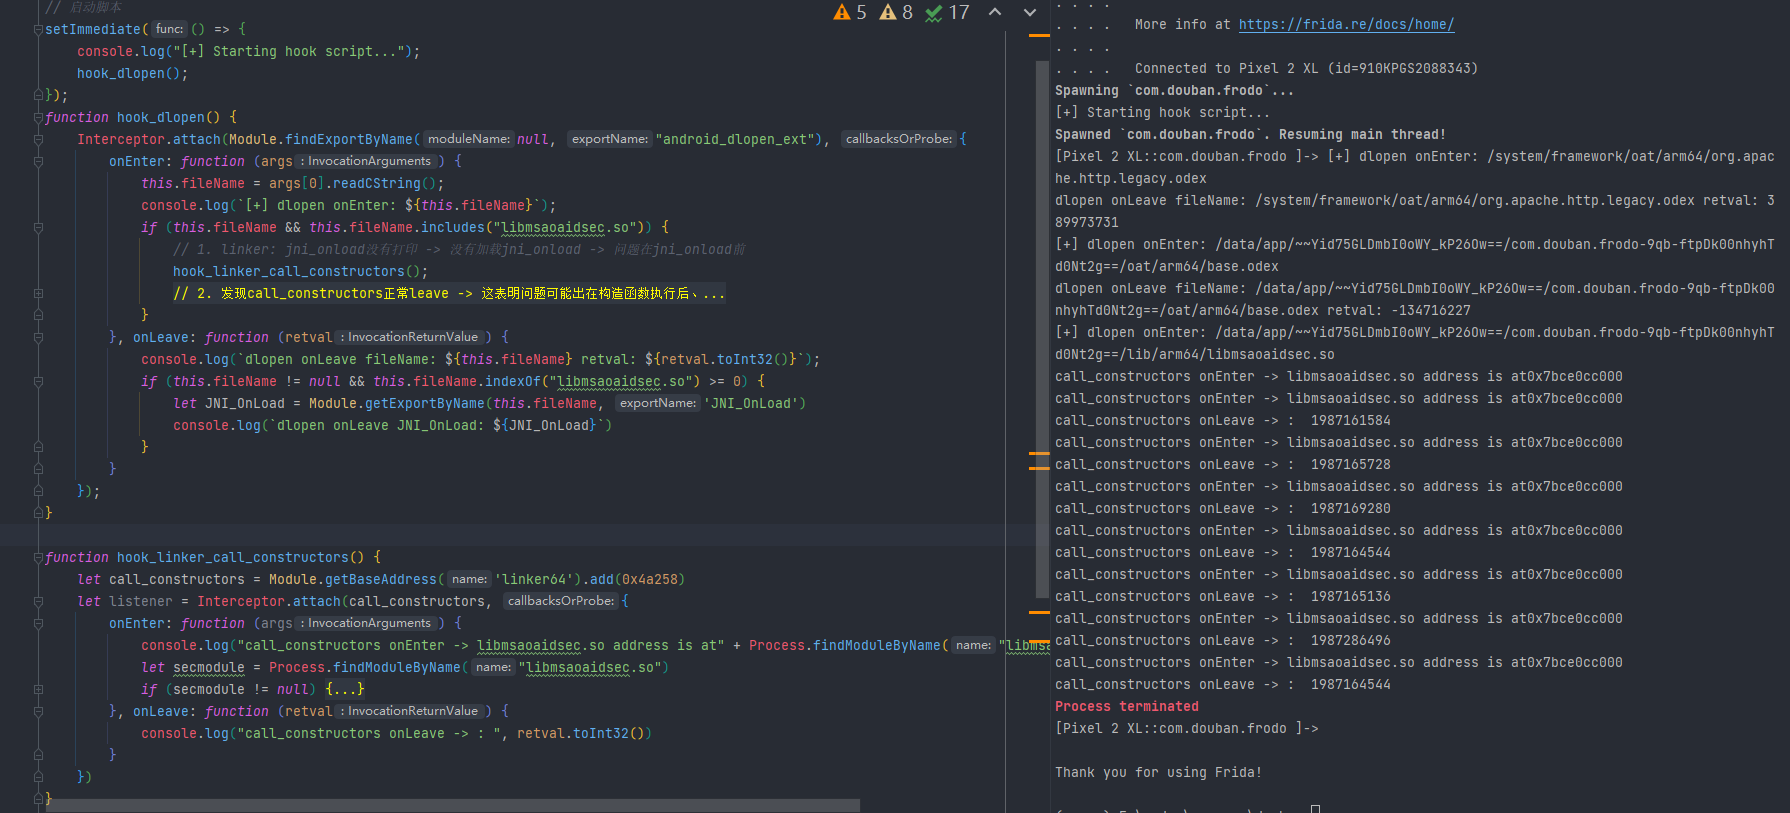 // 启动脚本
setImmediate( func: () => {
console.log("[+] Starting hook script...");
hook_dlopen();
});
function hook_dlopen() {
Interceptor.attach(Module.findExportByName( moduleName: null, exportName: "android_dlopen_ext"), callbacksOrProbe: {
onEnter: function (args : InvocationArguments ) {
this.fileName = args[0].readCString();
console.log(`[+] dlopen onEnter: ${this.fileName}`);
if (this.fileName && this.fileName.includes("libmsaoaidsec.so")) {
// 1. linker: jni_onload没有打印 -> 没有加载jni_onload -> 问题在jni_onload前
hook_linker_call_constructors();
// 2. 发现call_constructors正常leave -> 这表明问题可能出在构造函数执行后、...
}
}, onLeave: function (retval : InvocationReturnValue ) {
console.log(`dlopen onLeave fileName: ${this.fileName} retval: ${retval.toInt32()}`);
if (this.fileName != null && this.fileName.indexOf("libmsaoaidsec.so") >= 0) {
let JNI_OnLoad = Module.getExportByName(this.fileName, exportName: 'JNI_OnLoad')
console.log(`dlopen onLeave JNI_OnLoad: ${JNI_OnLoad}`)
}
}
});
}
function hook_linker_call_constructors() {
let call_constructors = Module.getBaseAddress( name: 'linker64').add(0x4a258)
let listener = Interceptor.attach(call_constructors, callbacksOrProbe: {
onEnter: function (args : InvocationArguments ) {
console.log("call_constructors onEnter -> libmsaoaidsec.so address is at" + Process.findModuleByName( name: "libmsa
let secmodule = Process.findModuleByName( name: "libmsaoaidsec.so")
if (secmodule != null) {...}
}, onLeave: function (retval : InvocationReturnValue ) {
console.log("call_constructors onLeave -> : ", retval.toInt32())
}
})
}
5 8 17
. . . .
. . . . More info at https://frida.re/docs/home/
. . . .
. . . . Connected to Pixel 2 XL (id=910KPGS2088343)
Spawning `com.douban.frodo`...
[+] Starting hook script...
Spawned `com.douban.frodo`. Resuming main thread!
[Pixel 2 XL::com.douban.frodo ]-> [+] dlopen onEnter: /system/framework/oat/arm64/org.apac
he.http.legacy.odex
dlopen onLeave fileName: /system/framework/oat/arm64/org.apache.http.legacy.odex retval: 3
89973731
[+] dlopen onEnter: /data/app/~~Yid75GLDmbI0oWY_kP26Ow==/com.douban.frodo-9qb-ftpDk00nhyhT
d0Nt2g==/oat/arm64/base.odex
dlopen onLeave fileName: /data/app/~~Yid75GLDmbI0oWY_kP26Ow==/com.douban.frodo-9qb-ftpDk00
nhyhTd0Nt2g==/oat/arm64/base.odex retval: -134716227
[+] dlopen onEnter: /data/app/~~Yid75GLDmbI0oWY_kP26Ow==/com.douban.frodo-9qb-ftpDk00nhyhT
d0Nt2g==/lib/arm64/libmsaoaidsec.so
call_constructors onEnter -> libmsaoaidsec.so address is at0x7bce0cc000
call_constructors onEnter -> libmsaoaidsec.so address is at0x7bce0cc000
call_constructors onLeave -> : 1987161584
call_constructors onEnter -> libmsaoaidsec.so address is at0x7bce0cc000
call_constructors onLeave -> : 1987165728
call_constructors onEnter -> libmsaoaidsec.so address is at0x7bce0cc000
call_constructors onLeave -> : 1987169280
call_constructors onEnter -> libmsaoaidsec.so address is at0x7bce0cc000
call_constructors onLeave -> : 1987164544
call_constructors onEnter -> libmsaoaidsec.so address is at0x7bce0cc000
call_constructors onLeave -> : 1987165136
call_constructors onEnter -> libmsaoaidsec.so address is at0x7bce0cc000
call_constructors onLeave -> : 1987286496
call_constructors onEnter -> libmsaoaidsec.so address is at0x7bce0cc000
call_constructors onLeave -> : 1987164544
Process terminated
[Pixel 2 XL::com.douban.frodo ]->
Thank you for using Frida!